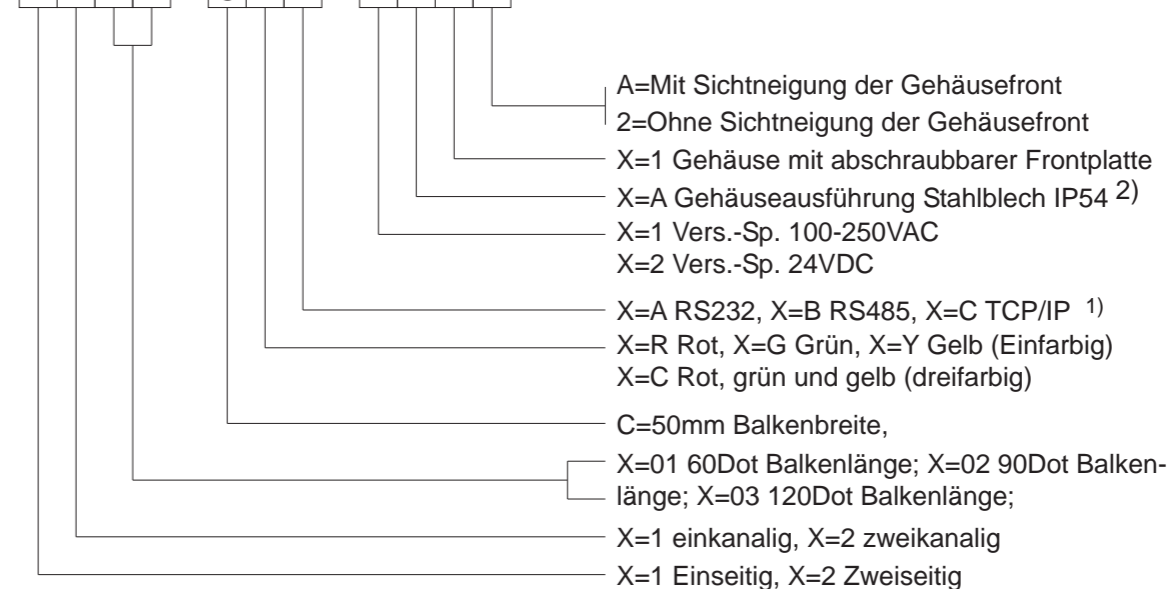 A=Mit Sichtneigung der Gehäusefront
2=Ohne Sichtneigung der Gehäusefront
X=1 Gehäuse mit abschraubbarer Frontplatte
X=A Gehäuseausführung Stahlblech IP54 2)
X=1 Vers.-Sp. 100-250VAC
X=2 Vers.-Sp. 24VDC
X=A RS232, X=B RS485, X=C TCP/IP 1)
X=R Rot, X=G Grün, X=Y Gelb (Einfarbig)
X=C Rot, grün und gelb (dreifarbig)
C=50mm Balkenbreite,
X=01 60Dot Balkenlänge; X=02 90Dot Balken-
länge; X=03 120Dot Balkenlänge;
X=1 einkanalig, X=2 zweikanalig
X=1 Einseitig, X=2 Zweiseitig